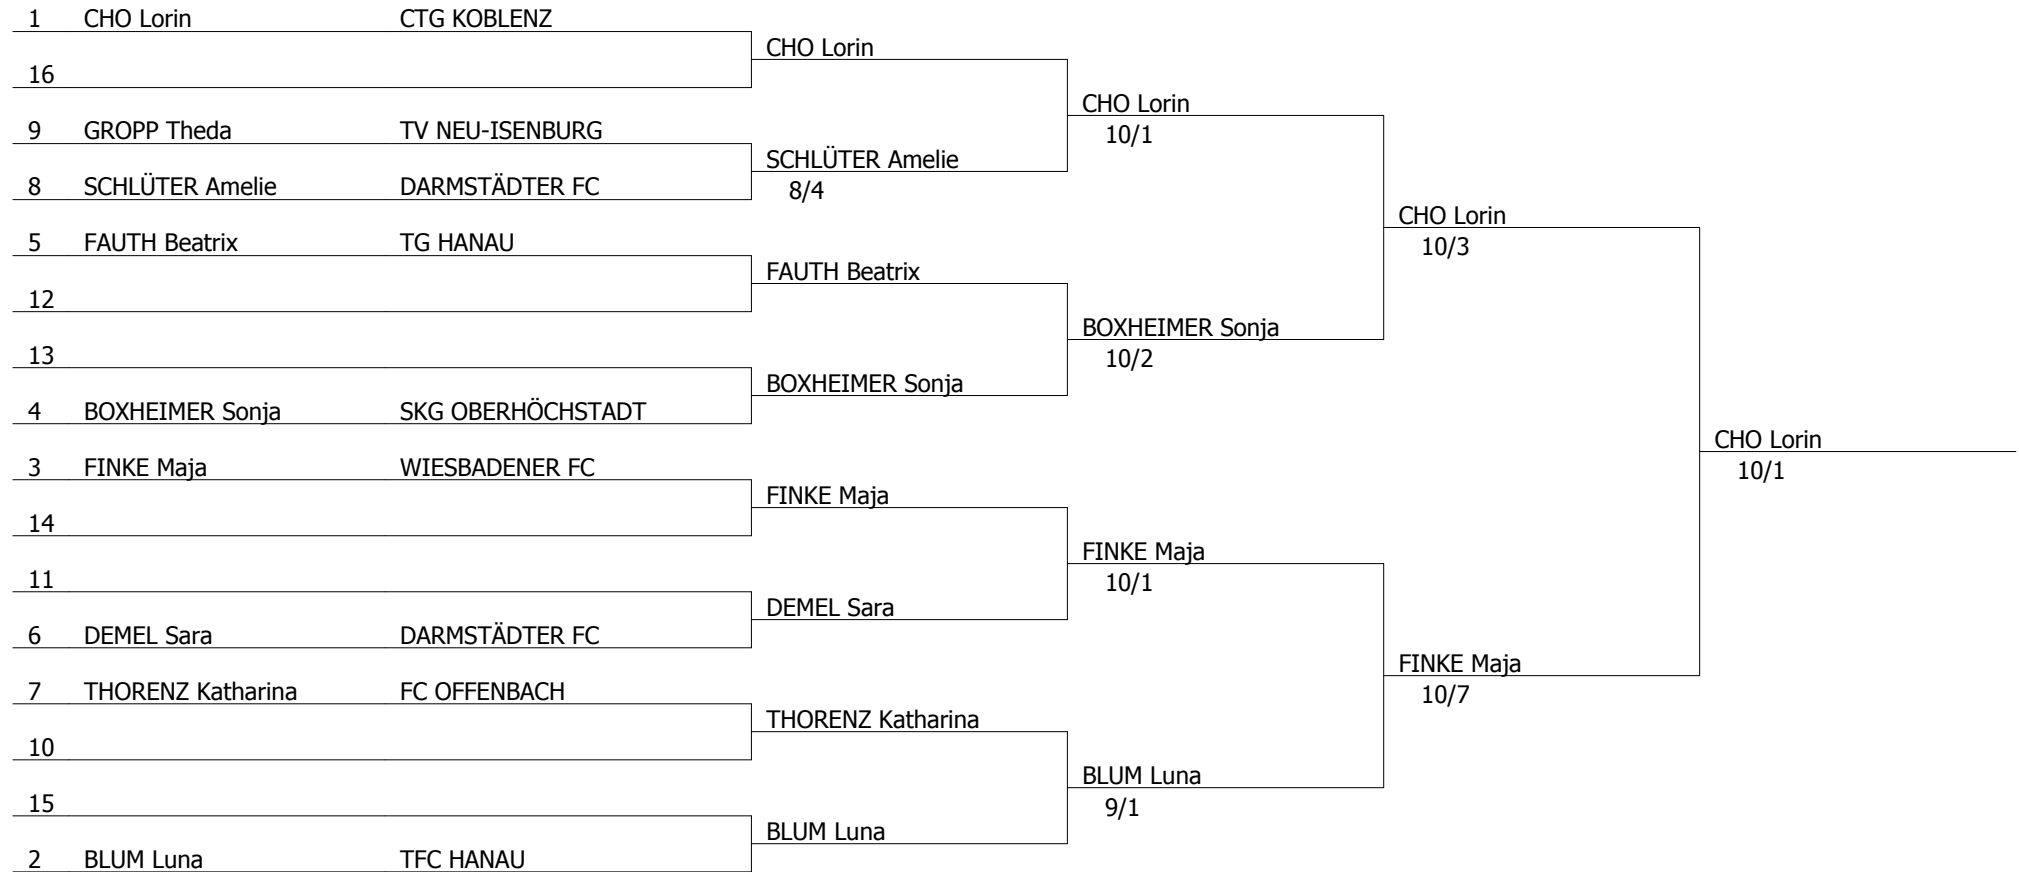 1 CHO Lorin CTG KOBLENZ
CHO Lorin
16
CHO Lorin
10/1
9 GROPP Theda TV NEU-ISENBURG
SCHLÜTER Amelie
8/4
8 SCHLÜTER Amelie DARMSTÄDTER FC
CHO Lorin
10/3
5 FAUTH Beatrix TG HANAU
FAUTH Beatrix
12
BOXHEIMER Sonja
10/2
13
BOXHEIMER Sonja
4 BOXHEIMER Sonja SKG OBERHÖCHSTADT
CHO Lorin
10/1
3 FINKE Maja WIESBADENER FC
FINKE Maja
14
FINKE Maja
10/1
11
DEMEL Sara
6 DEMEL Sara DARMSTÄDTER FC
FINKE Maja
10/7
7 THORENZ Katharina FC OFFENBACH
THORENZ Katharina
10
BLUM Luna
9/1
15
BLUM Luna
2 BLUM Luna TFC HANAU